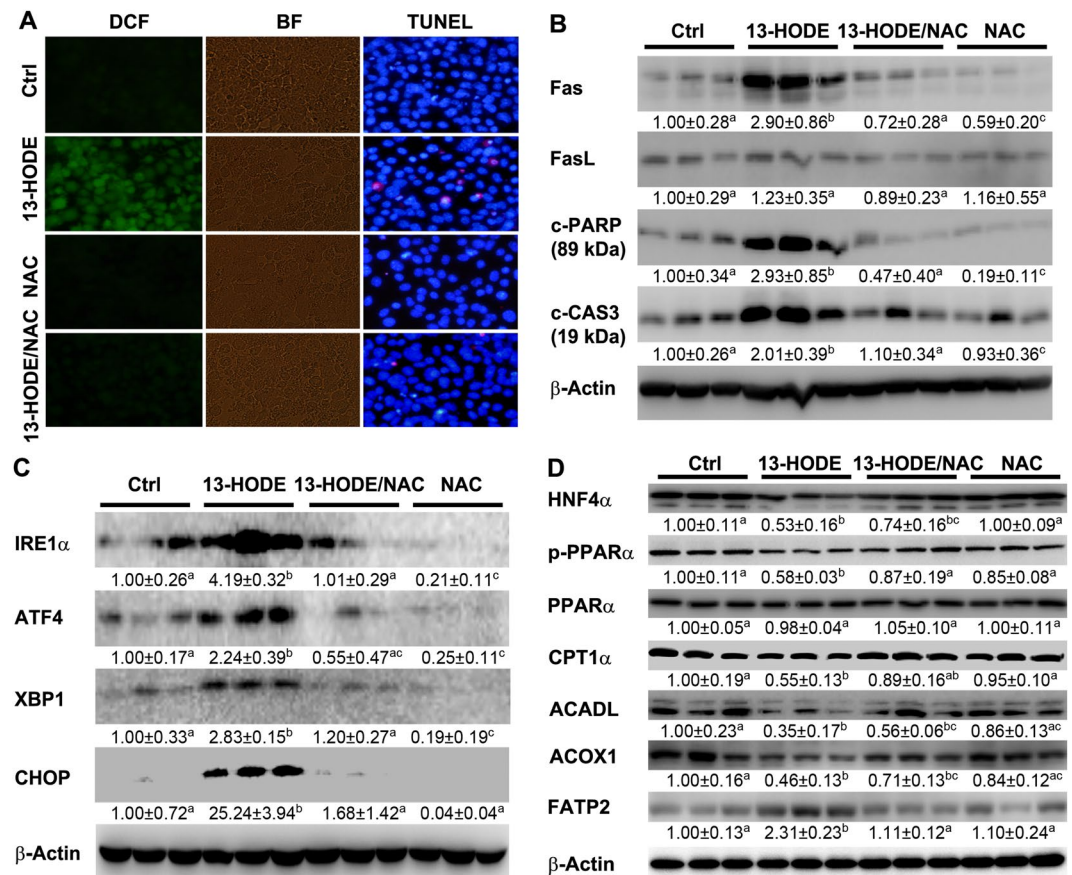 A
DCF BF TUNEL
Ctrl
13-HODE
NAC
13-HODE/NAC
B
Ctrl 13-HODE 13-HODE/NAC NAC
Fas
1.00±0.28a 2.90±0.86b 0.72±0.28a 0.59±0.20c
FasL
1.00±0.29a 1.23±0.35a 0.89±0.23a 1.16±0.55a
c-PARP
(89 kDa)
1.00±0.34a 2.93±0.85b 0.47±0.40a 0.19±0.11c
c-CAS3
(19 kDa)
1.00±0.26a 2.01±0.39b 1.10±0.34a 0.93±0.36c
β-Actin
C
Ctrl 13-HODE 13-HODE/NAC NAC
IRE1α
1.00±0.26a 4.19±0.32b 1.01±0.29a 0.21±0.11c
ATF4
1.00±0.17a 2.24±0.39b 0.55±0.47ac 0.25±0.11c
XBP1
1.00±0.33a 2.83±0.15b 1.20±0.27a 0.19±0.19c
CHOP
1.00±0.72a 25.24±3.94b 1.68±1.42a 0.04±0.04a
β-Actin
D
Ctrl 13-HODE 13-HODE/NAC NAC
HNF4α
1.00±0.11a 0.53±0.16b 0.74±0.16bc 1.00±0.09a
p-PPARα
1.00±0.11a 0.58±0.03b 0.87±0.19a 0.85±0.08a
PPARα
1.00±0.05a 0.98±0.04a 1.05±0.10a 1.00±0.11a
CPT1α
1.00±0.19a 0.55±0.13b 0.89±0.16ab 0.95±0.10a
ACADL
1.00±0.23a 0.35±0.17b 0.56±0.06bc 0.86±0.13ac
ACOX1
1.00±0.16a 0.46±0.13b 0.71±0.13bc 0.84±0.12ac
FATP2
1.00±0.13a 2.31±0.23b 1.11±0.12a 1.10±0.24a
β-Actin